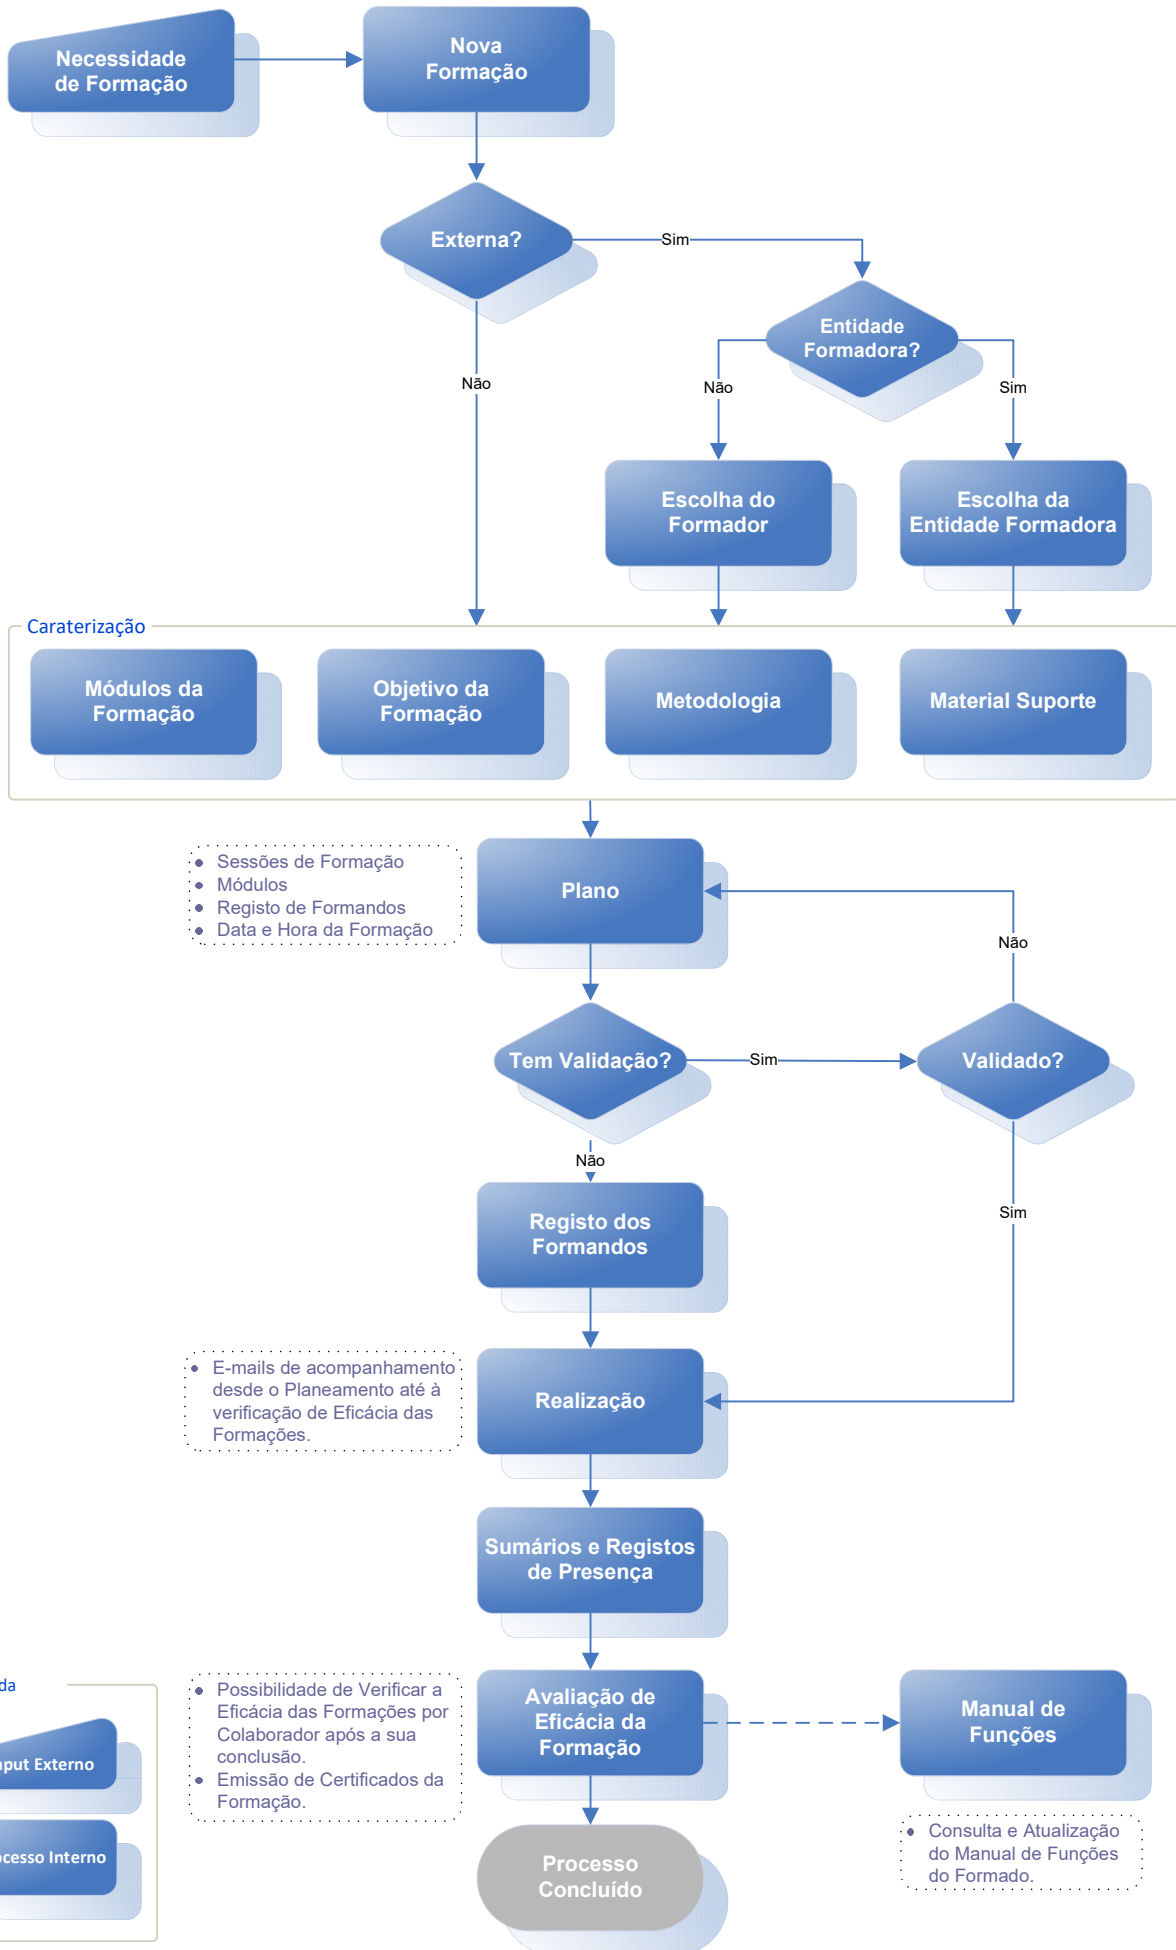 Necessidade
de Formação
Nova
Formação
Externa?
Sim
Entidade
Formadora?
Não
Não
Sim
Escolha do
Formador
Escolha da
Entidade Formadora
Caraterização
Módulos da
Formação
Objetivo da
Formação
Metodologia
Material Suporte
Sessões de Formação
Módulos
Registo de Formandos
Data e Hora da Formação
Plano
Não
Tem Validação?
Sim
Validado?
Não
Sim
Registo dos
Formandos
E-mails de acompanhamento
desde o Planeamento até à
verificação de Eficácia das
Formações.
Realização
Sumários e Registos
de Presença
Possibilidade de Verificar a
Eficácia das Formações por
Colaborador após a sua
conclusão.
Emissão de Certificados da
Formação.
Avaliação de
Eficácia da
Formação
Manual de
Funções
Consulta e Atualização
do Manual de Funções
do Formado.
Processo
Concluído
da
put Externo
cesso Interno